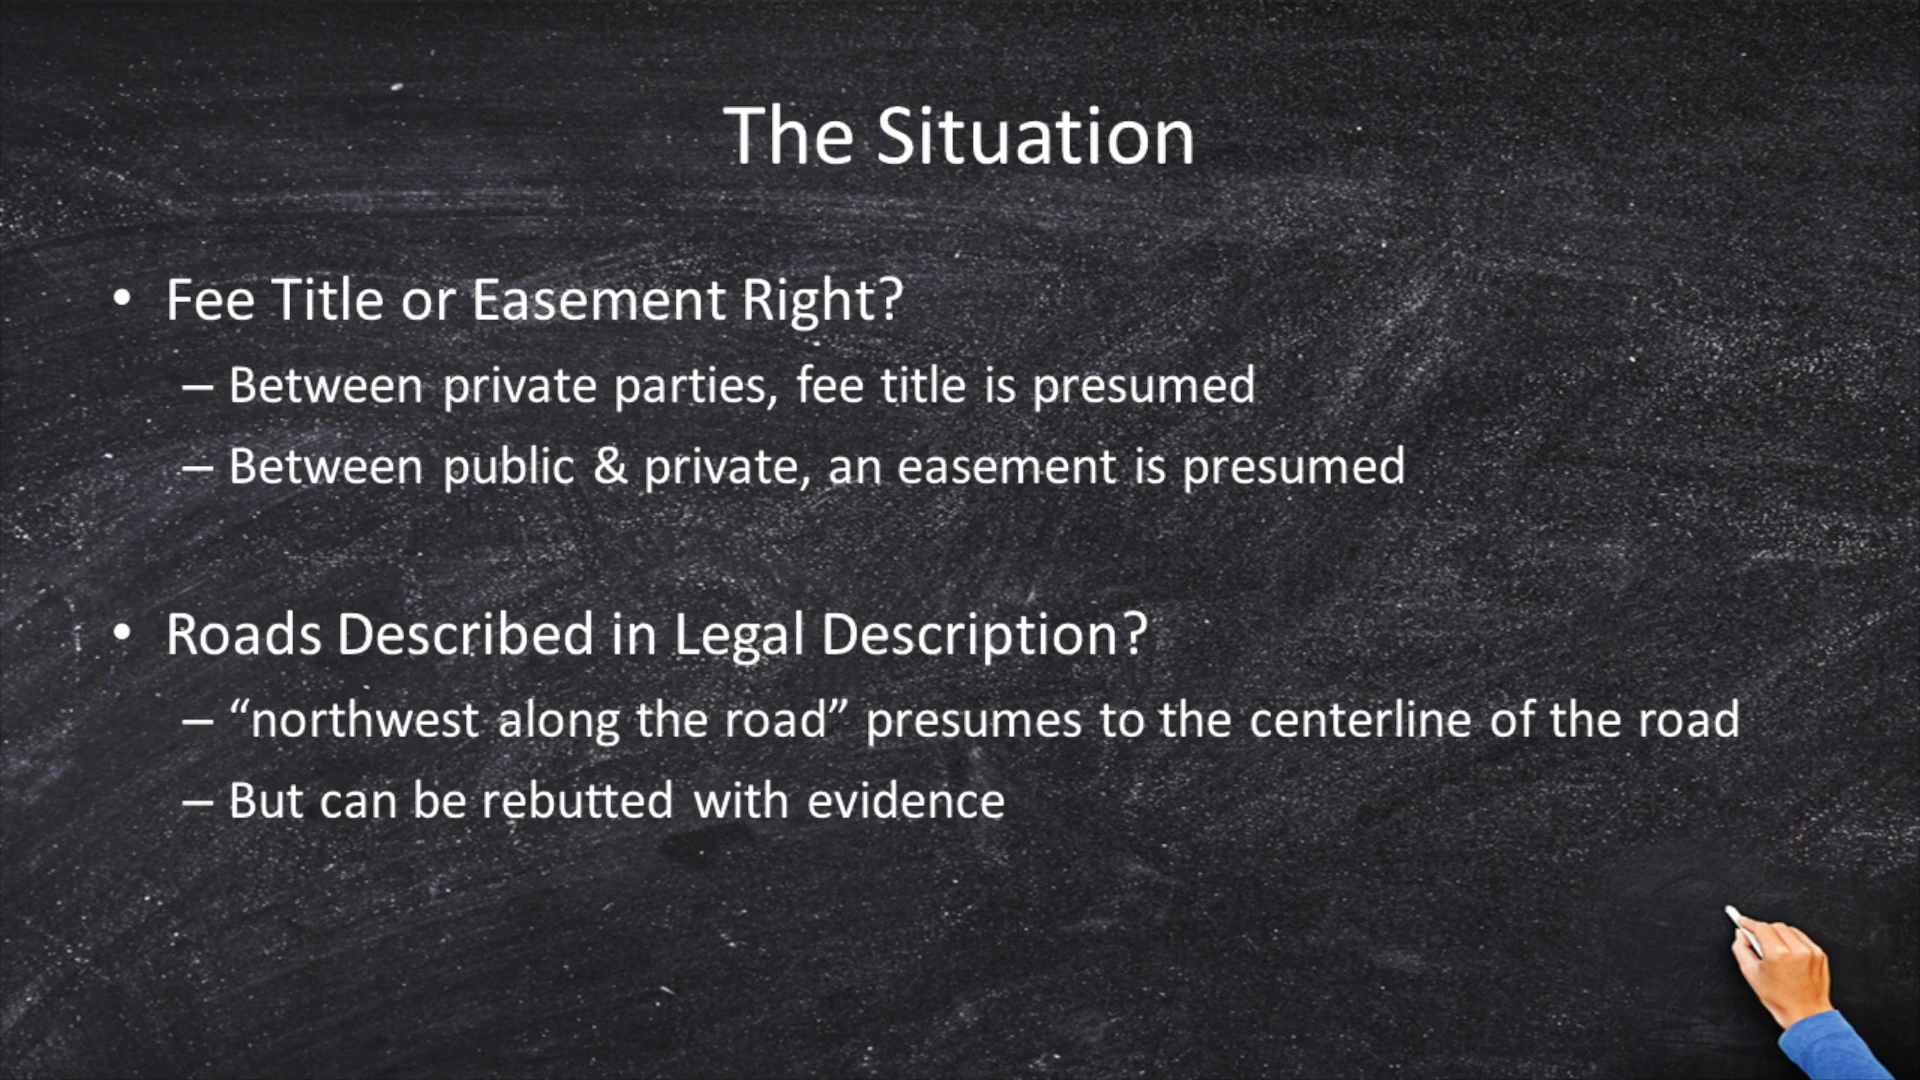 The Situation
• Fee Title or Easement Right?
– Between private parties, fee title is presumed
– Between public & private, an easement is presumed
• Roads Described in Legal Description?
– “northwest along the road” presumes to the centerline of the road
– But can be rebutted with evidence